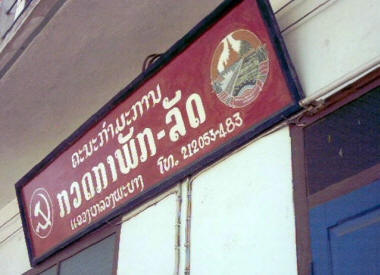 ຄະນະກຳມະການ
ກວດກາພັກ-ລັດ
ແຂວງຫລວງພະບາງ ໂທ. 212053-483